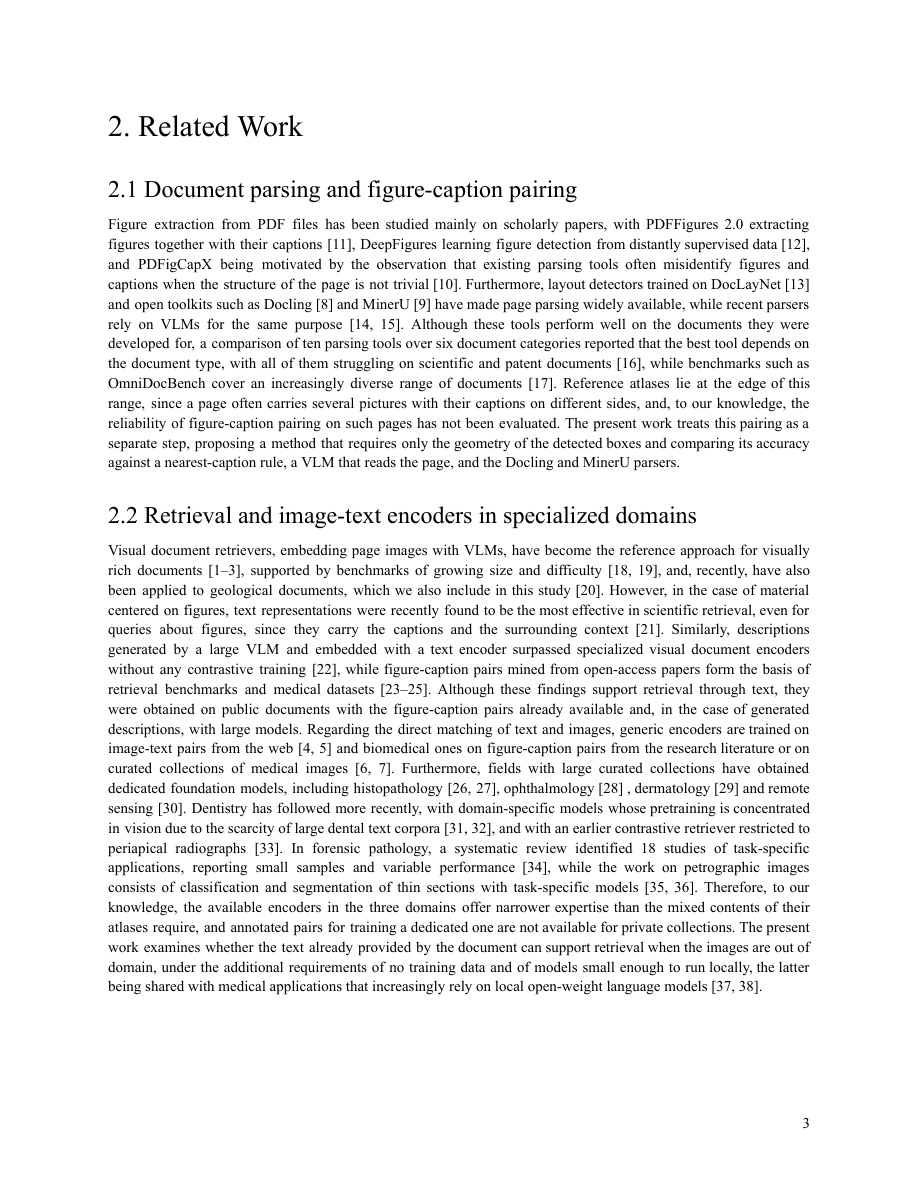 2. Related Work
2.1 Document parsing and figure-caption pairing
Figure extraction from PDF files has been studied mainly on scholarly papers, with PDFFigures 2.0 extracting
figures together with their captions [11], DeepFigures learning figure detection from distantly supervised data [12],
and PDFigCapX being motivated by the observation that existing parsing tools often misidentify figures and
captions when the structure of the page is not trivial [10]. Furthermore, layout detectors trained on DocLayNet [13]
and open toolkits such as Docling [8] and MinerU [9] have made page parsing widely available, while recent parsers
rely on VLMs for the same purpose [14, 15]. Although these tools perform well on the documents they were
developed for, a comparison of ten parsing tools over six document categories reported that the best tool depends on
the document type, with all of them struggling on scientific and patent documents [16], while benchmarks such as
OmniDocBench cover an increasingly diverse range of documents [17]. Reference atlases lie at the edge of this
range, since a page often carries several pictures with their captions on different sides, and, to our knowledge, the
reliability of figure-caption pairing on such pages has not been evaluated. The present work treats this pairing as a
separate step, proposing a method that requires only the geometry of the detected boxes and comparing its accuracy
against a nearest-caption rule, a VLM that reads the page, and the Docling and MinerU parsers.
2.2 Retrieval and image-text encoders in specialized domains
Visual document retrievers, embedding page images with VLMs, have become the reference approach for visually
rich documents [1–3], supported by benchmarks of growing size and difficulty [18, 19], and, recently, have also
been applied to geological documents, which we also include in this study [20]. However, in the case of material
centered on figures, text representations were recently found to be the most effective in scientific retrieval, even for
queries about figures, since they carry the captions and the surrounding context [21]. Similarly, descriptions
generated by a large VLM and embedded with a text encoder surpassed specialized visual document encoders
without any contrastive training [22], while figure-caption pairs mined from open-access papers form the basis of
retrieval benchmarks and medical datasets [23–25]. Although these findings support retrieval through text, they
were obtained on public documents with the figure-caption pairs already available and, in the case of generated
descriptions, with large models. Regarding the direct matching of text and images, generic encoders are trained on
image-text pairs from the web [4, 5] and biomedical ones on figure-caption pairs from the research literature or on
curated collections of medical images [6, 7]. Furthermore, fields with large curated collections have obtained
dedicated foundation models, including histopathology [26, 27], ophthalmology [28] , dermatology [29] and remote
sensing [30]. Dentistry has followed more recently, with domain-specific models whose pretraining is concentrated
in vision due to the scarcity of large dental text corpora [31, 32], and with an earlier contrastive retriever restricted to
periapical radiographs [33]. In forensic pathology, a systematic review identified 18 studies of task-specific
applications, reporting small samples and variable performance [34], while the work on petrographic images
consists of classification and segmentation of thin sections with task-specific models [35, 36]. Therefore, to our
knowledge, the available encoders in the three domains offer narrower expertise than the mixed contents of their
atlases require, and annotated pairs for training a dedicated one are not available for private collections. The present
work examines whether the text already provided by the document can support retrieval when the images are out of
domain, under the additional requirements of no training data and of models small enough to run locally, the latter
being shared with medical applications that increasingly rely on local open-weight language models [37, 38].
3